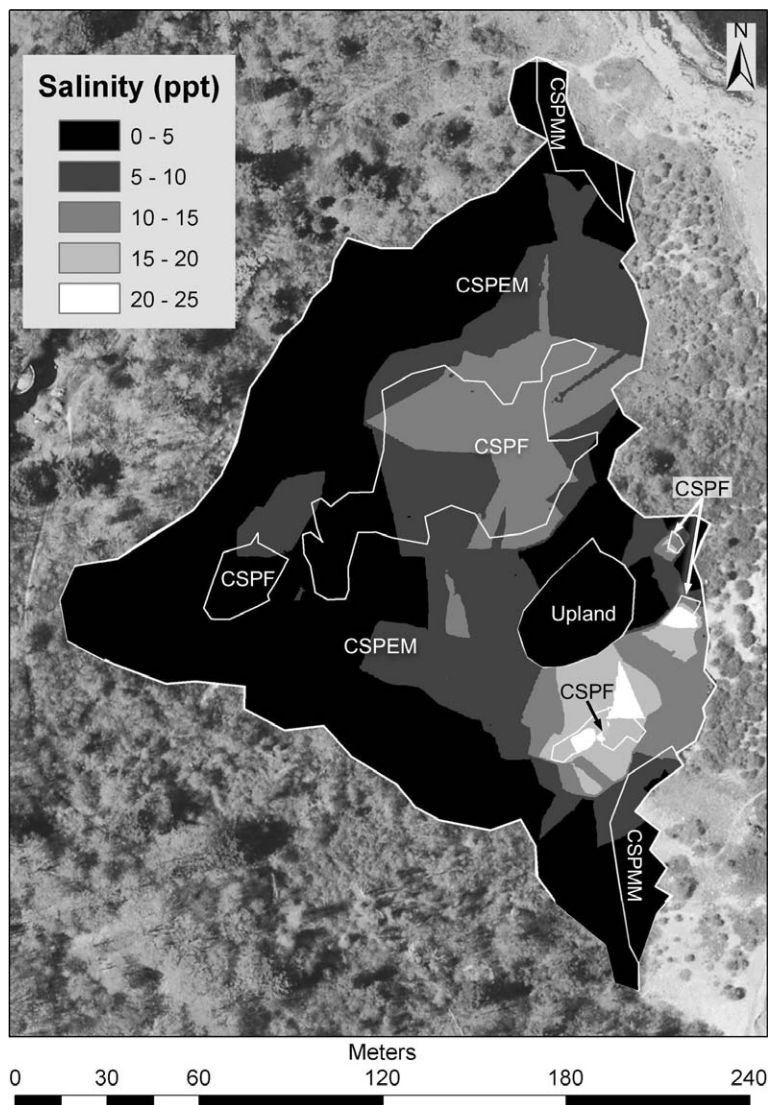 N
Salinity (ppt)
0 - 5
5 - 10
10 - 15
15 - 20
20 - 25
CSPMM
CSPEM
CSPF
CSPF
CSPF
Upland
CSPEM
CSPF
CSPMM
Meters
0 30 60 120 180 240